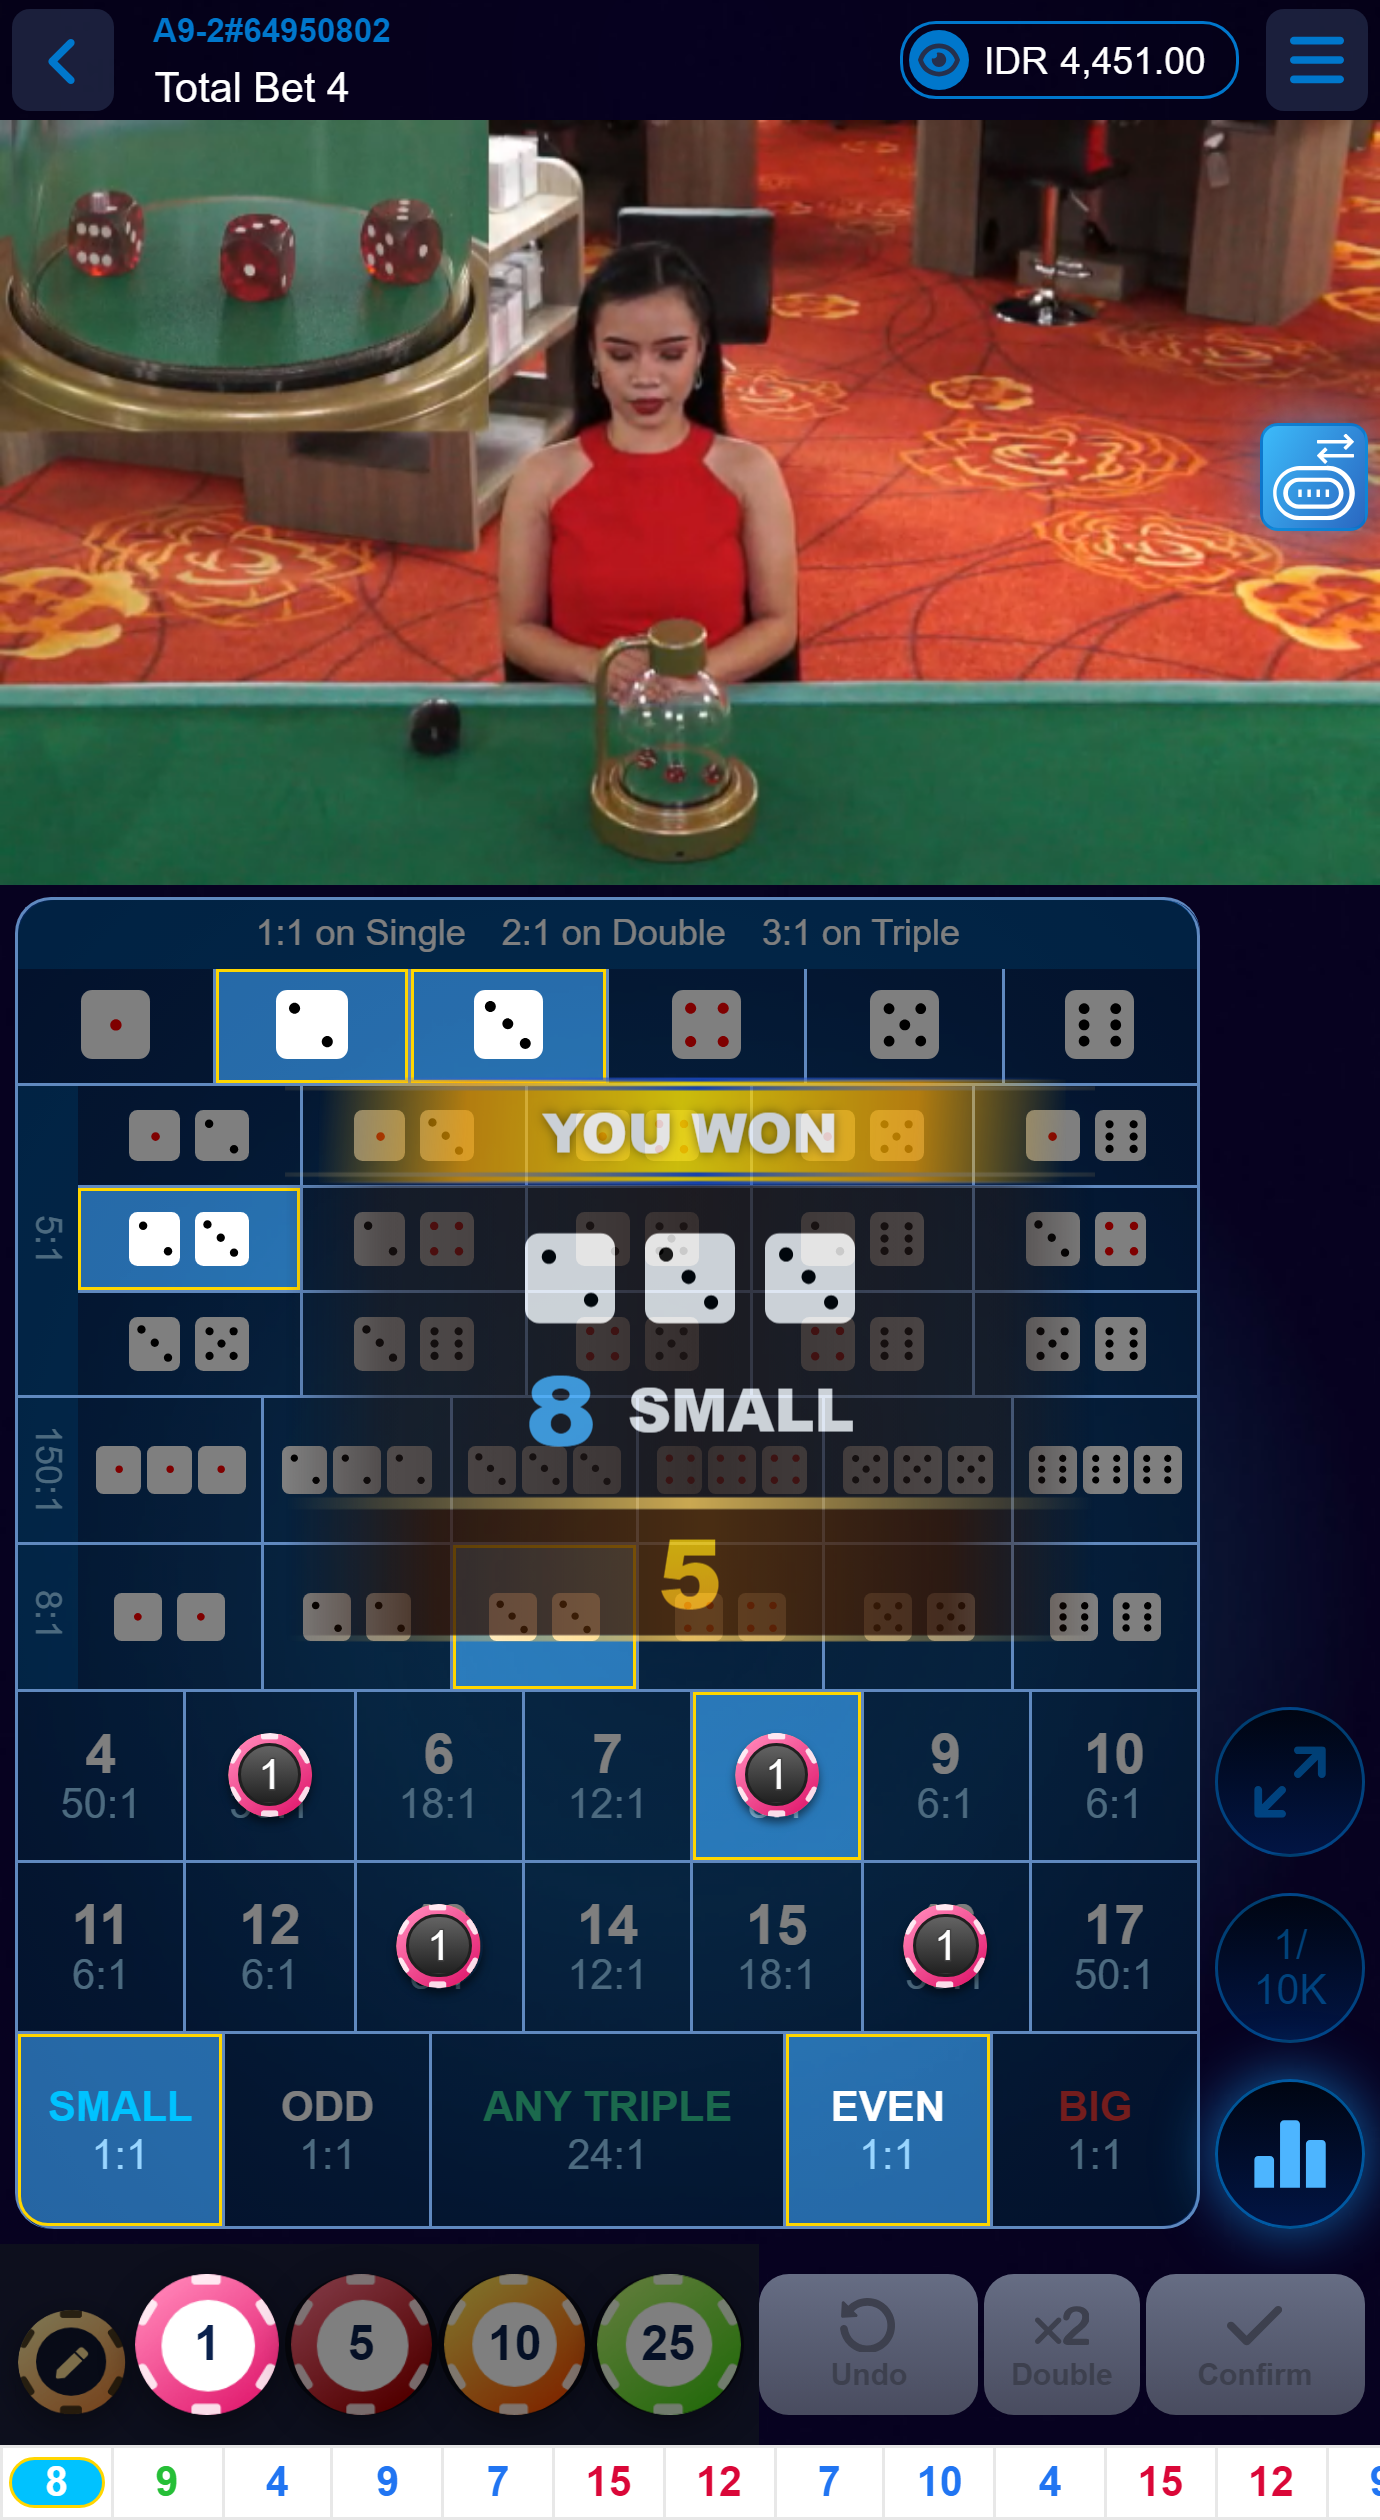 A9-2#64950802
Total Bet 4
IDR 4,451.00
1:1 on Single 2:1 on Double 3:1 on Triple
YOU WON
5:1
8 SMALL
150:1
5
8:1
4 1 6 7 1 9 10
50:1 18:1 12:1 6:1 6:1
11 12 1 14 15 1 17
6:1 6:1 12:1 18:1 50:1
1/
10K
SMALL ODD ANY TRIPLE EVEN BIG
1:1 1:1 24:1 1:1 1:1
1 5 10 25
x2
Undo Double Confirm
8 9 4 9 7 15 12 7 10 4 15 12